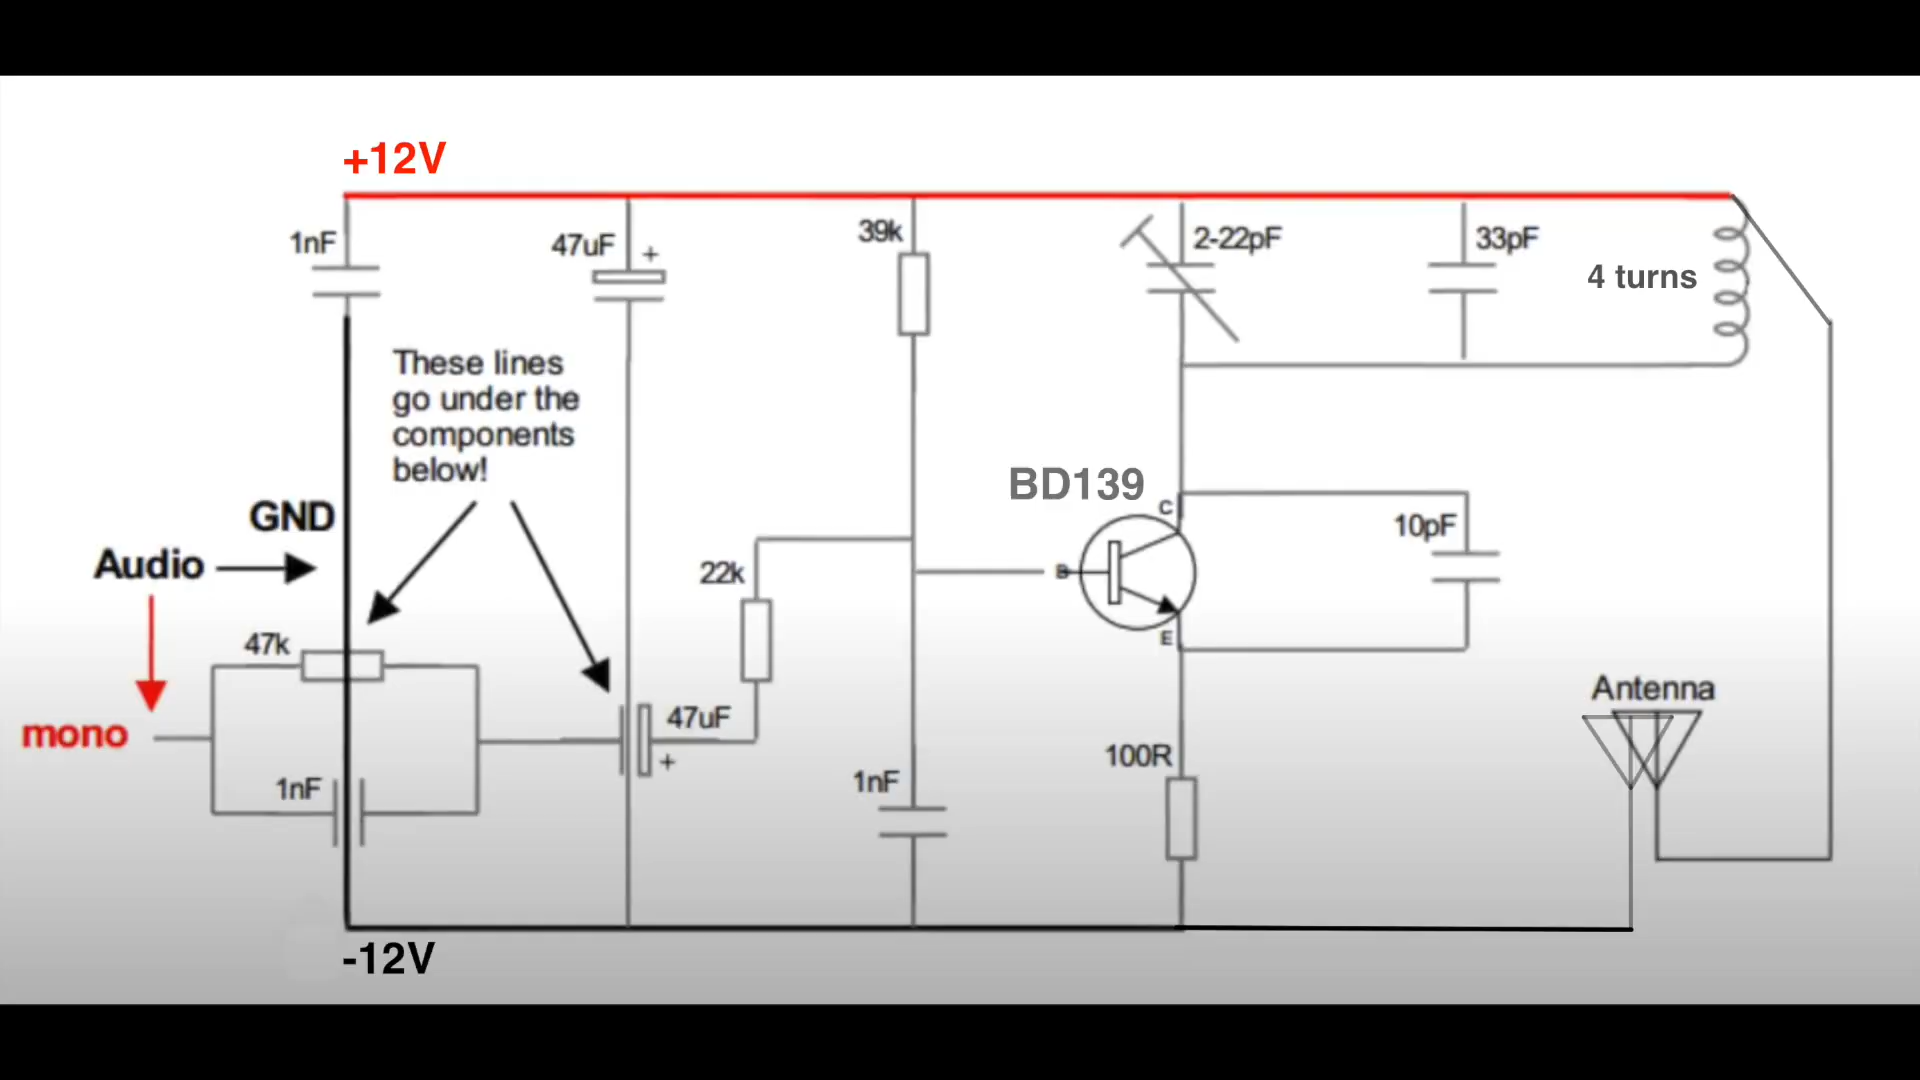 +12V
1nF
47uF
+
39k
2-22pF
33pF
4 turns
These lines
go under the
components
below!
GND
Audio
BD139
C
B
E
10pF
22k
47k
mono
47uF
+
1nF
1nF
100R
Antenna
-12V